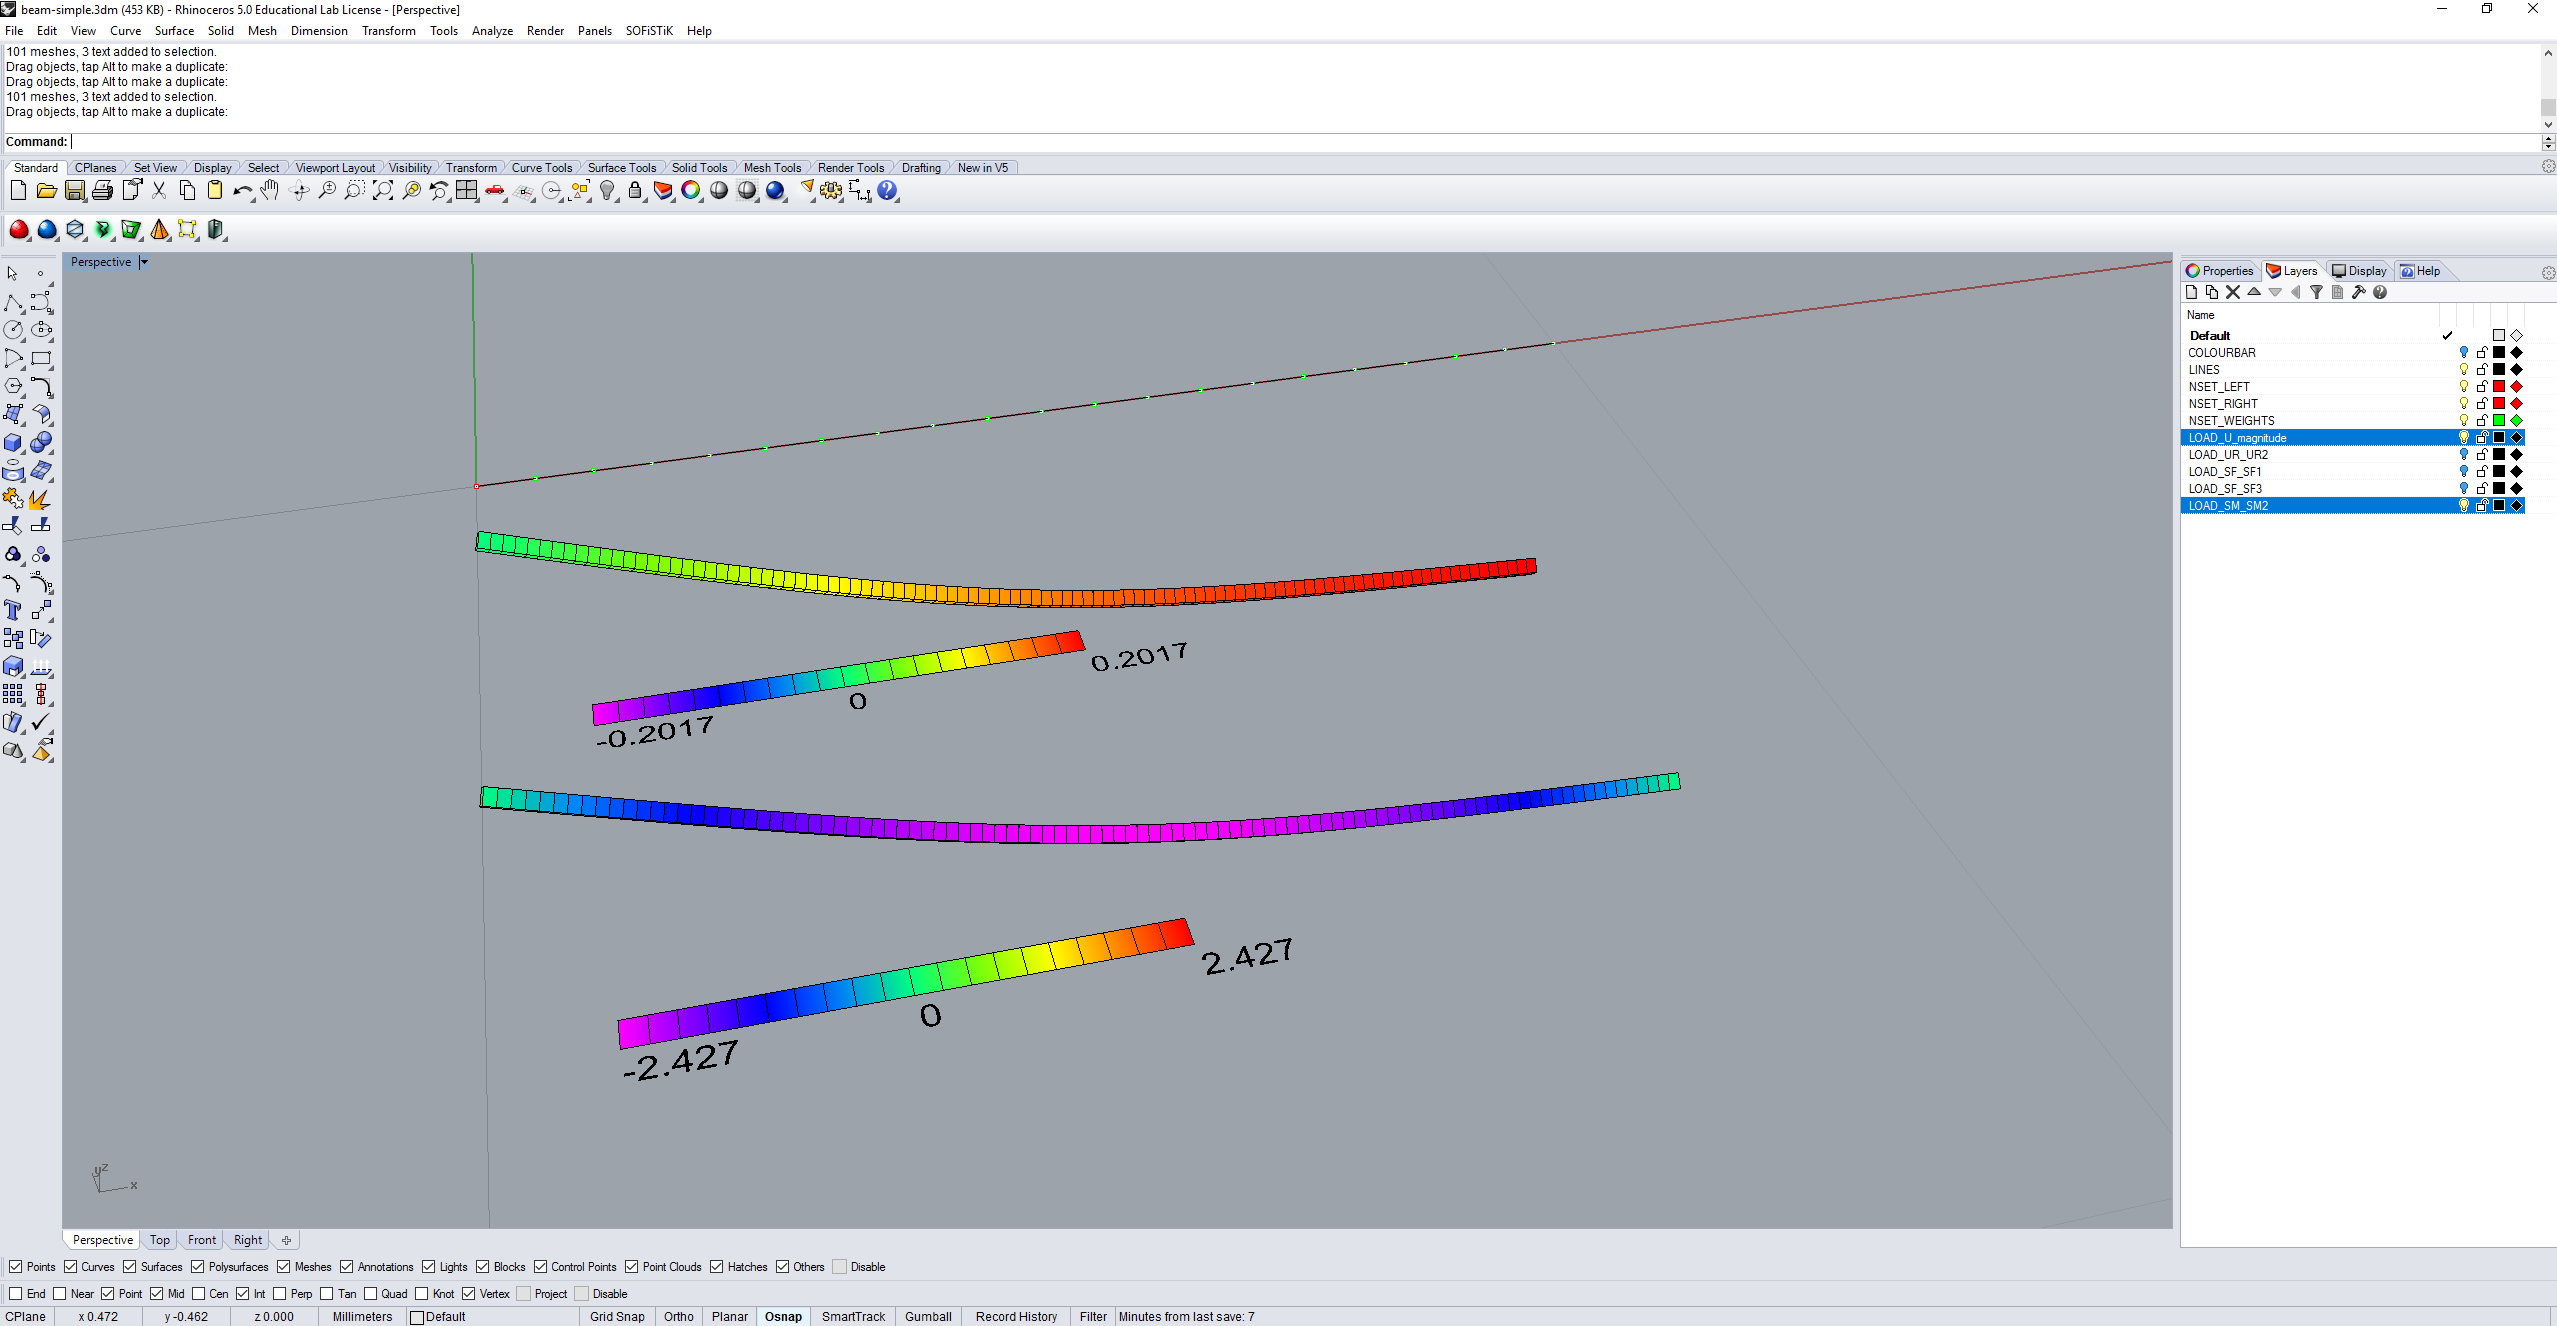 beam-simple.3dm (453 KB) - Rhinoceros 5.0 Educational Lab License - [Perspective]
File Edit View Curve Surface Solid Mesh Dimension Transform Tools Analyze Render Panels SOFiSTiK Help
101 meshes, 3 text added to selection.
Drag objects, tap Alt to make a duplicate:
Drag objects, tap Alt to make a duplicate:
101 meshes, 3 text added to selection.
Drag objects, tap Alt to make a duplicate:
Command:
Standard CPlanes Set View Display Select Viewport Layout Visibility Transform Curve Tools Surface Tools Solid Tools Mesh Tools Render Tools Drafting New in V5
Perspective
Properties Layers Display Help
Name
Default
COLOURBAR
LINES
NSET_LEFT
NSET_RIGHT
NSET_WEIGHTS
LOAD_U_magnitude
LOAD_UR_UR2
LOAD_SF_SF1
LOAD_SF_SF3
LOAD_SM_SM2
0.2017
0
-0.2017
2.427
0
-2.427
yz
x
Perspective Top Front Right
Points Curves Surfaces Polysurfaces Meshes Annotations Lights Blocks Control Points Point Clouds Hatches Others Disable
End Near Point Mid Cen Int Perp Tan Quad Knot Vertex Project Disable
CPlane x 0.472 y -0.462 z 0.000 Millimeters Default Grid Snap Ortho Planar Osnap SmartTrack Gumball Record History Filter Minutes from last save: 7